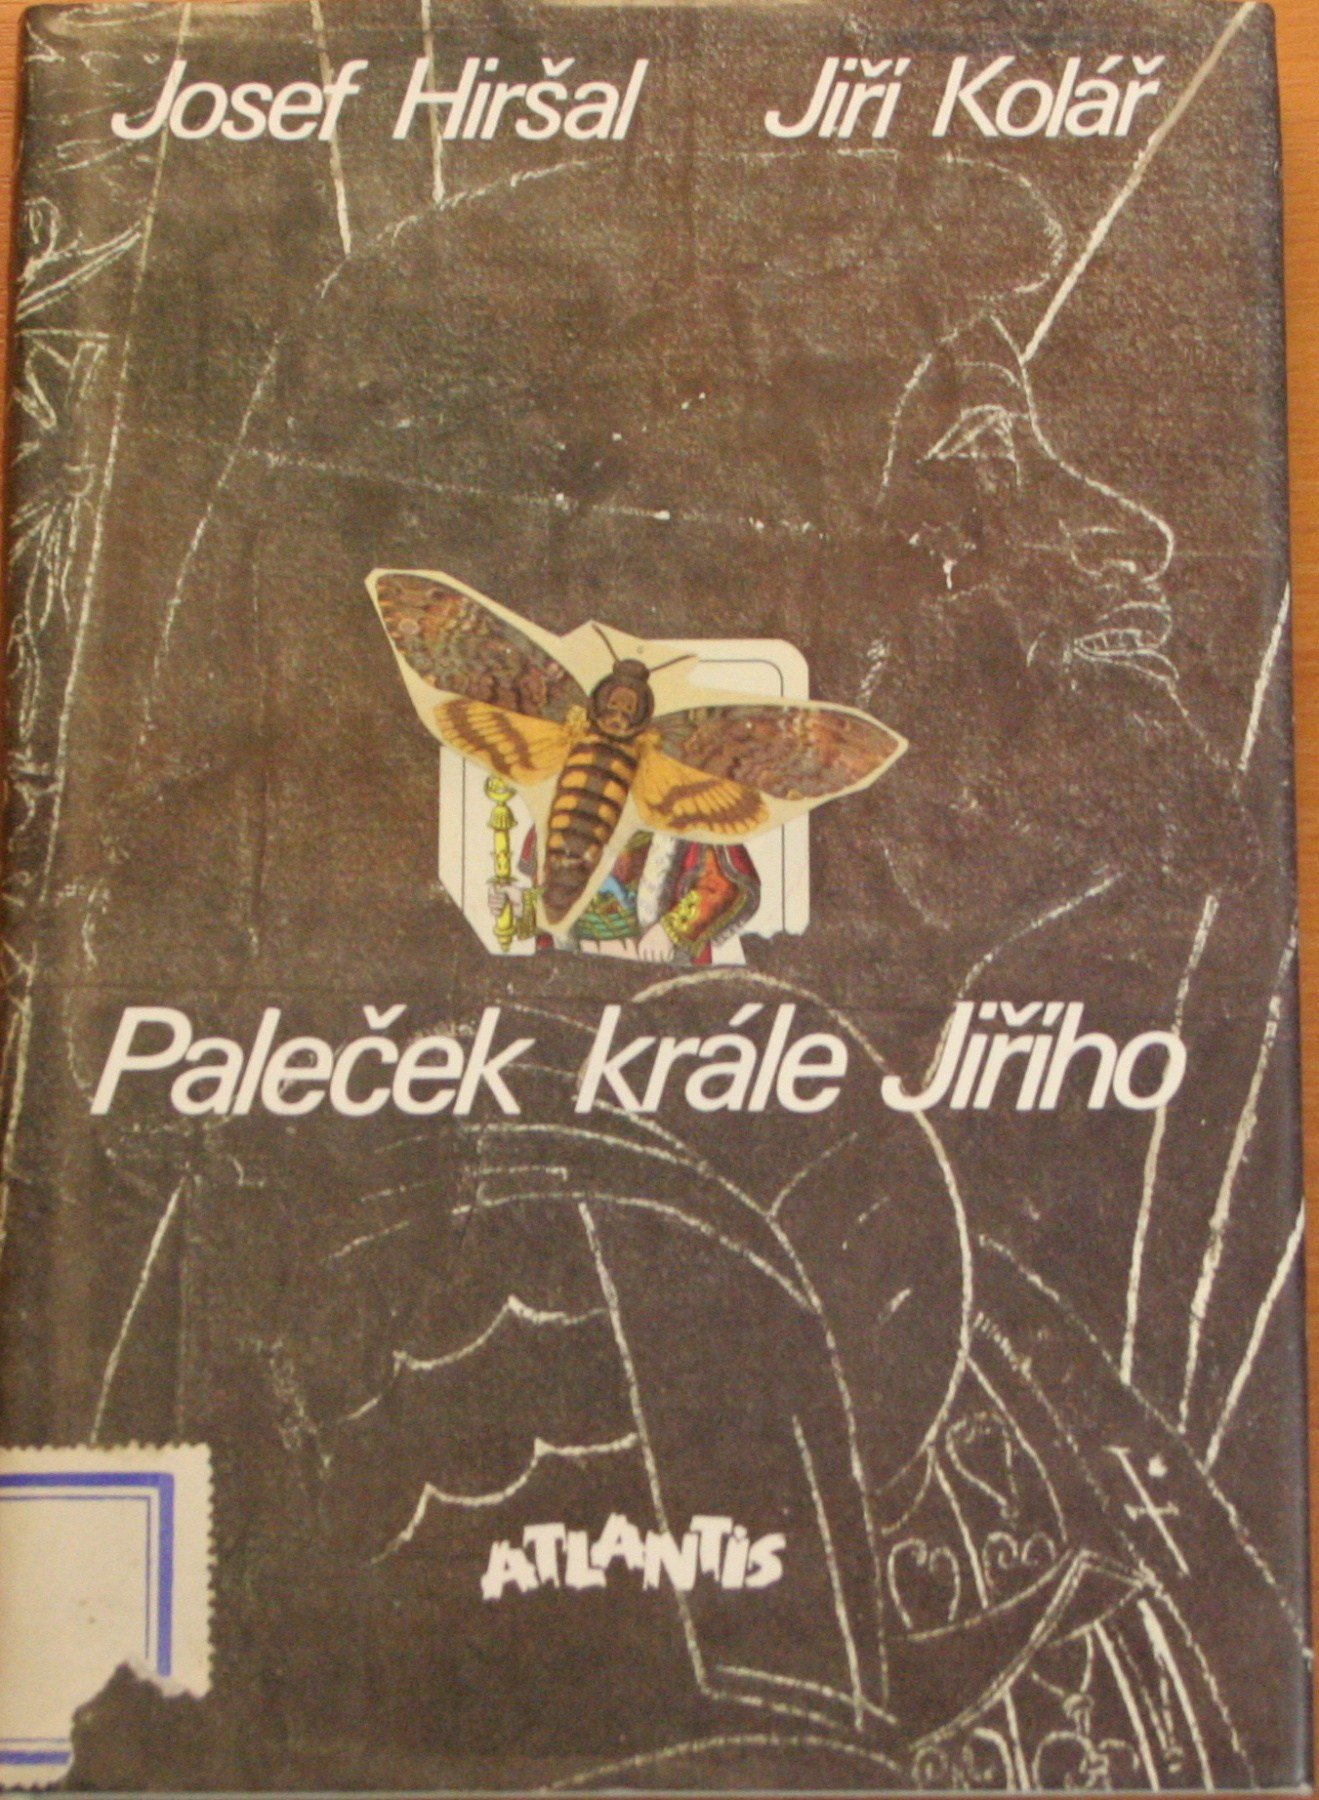 Josef Hiršal Jiří Kolář
Paleček krále Jiřího
ATLANTIS